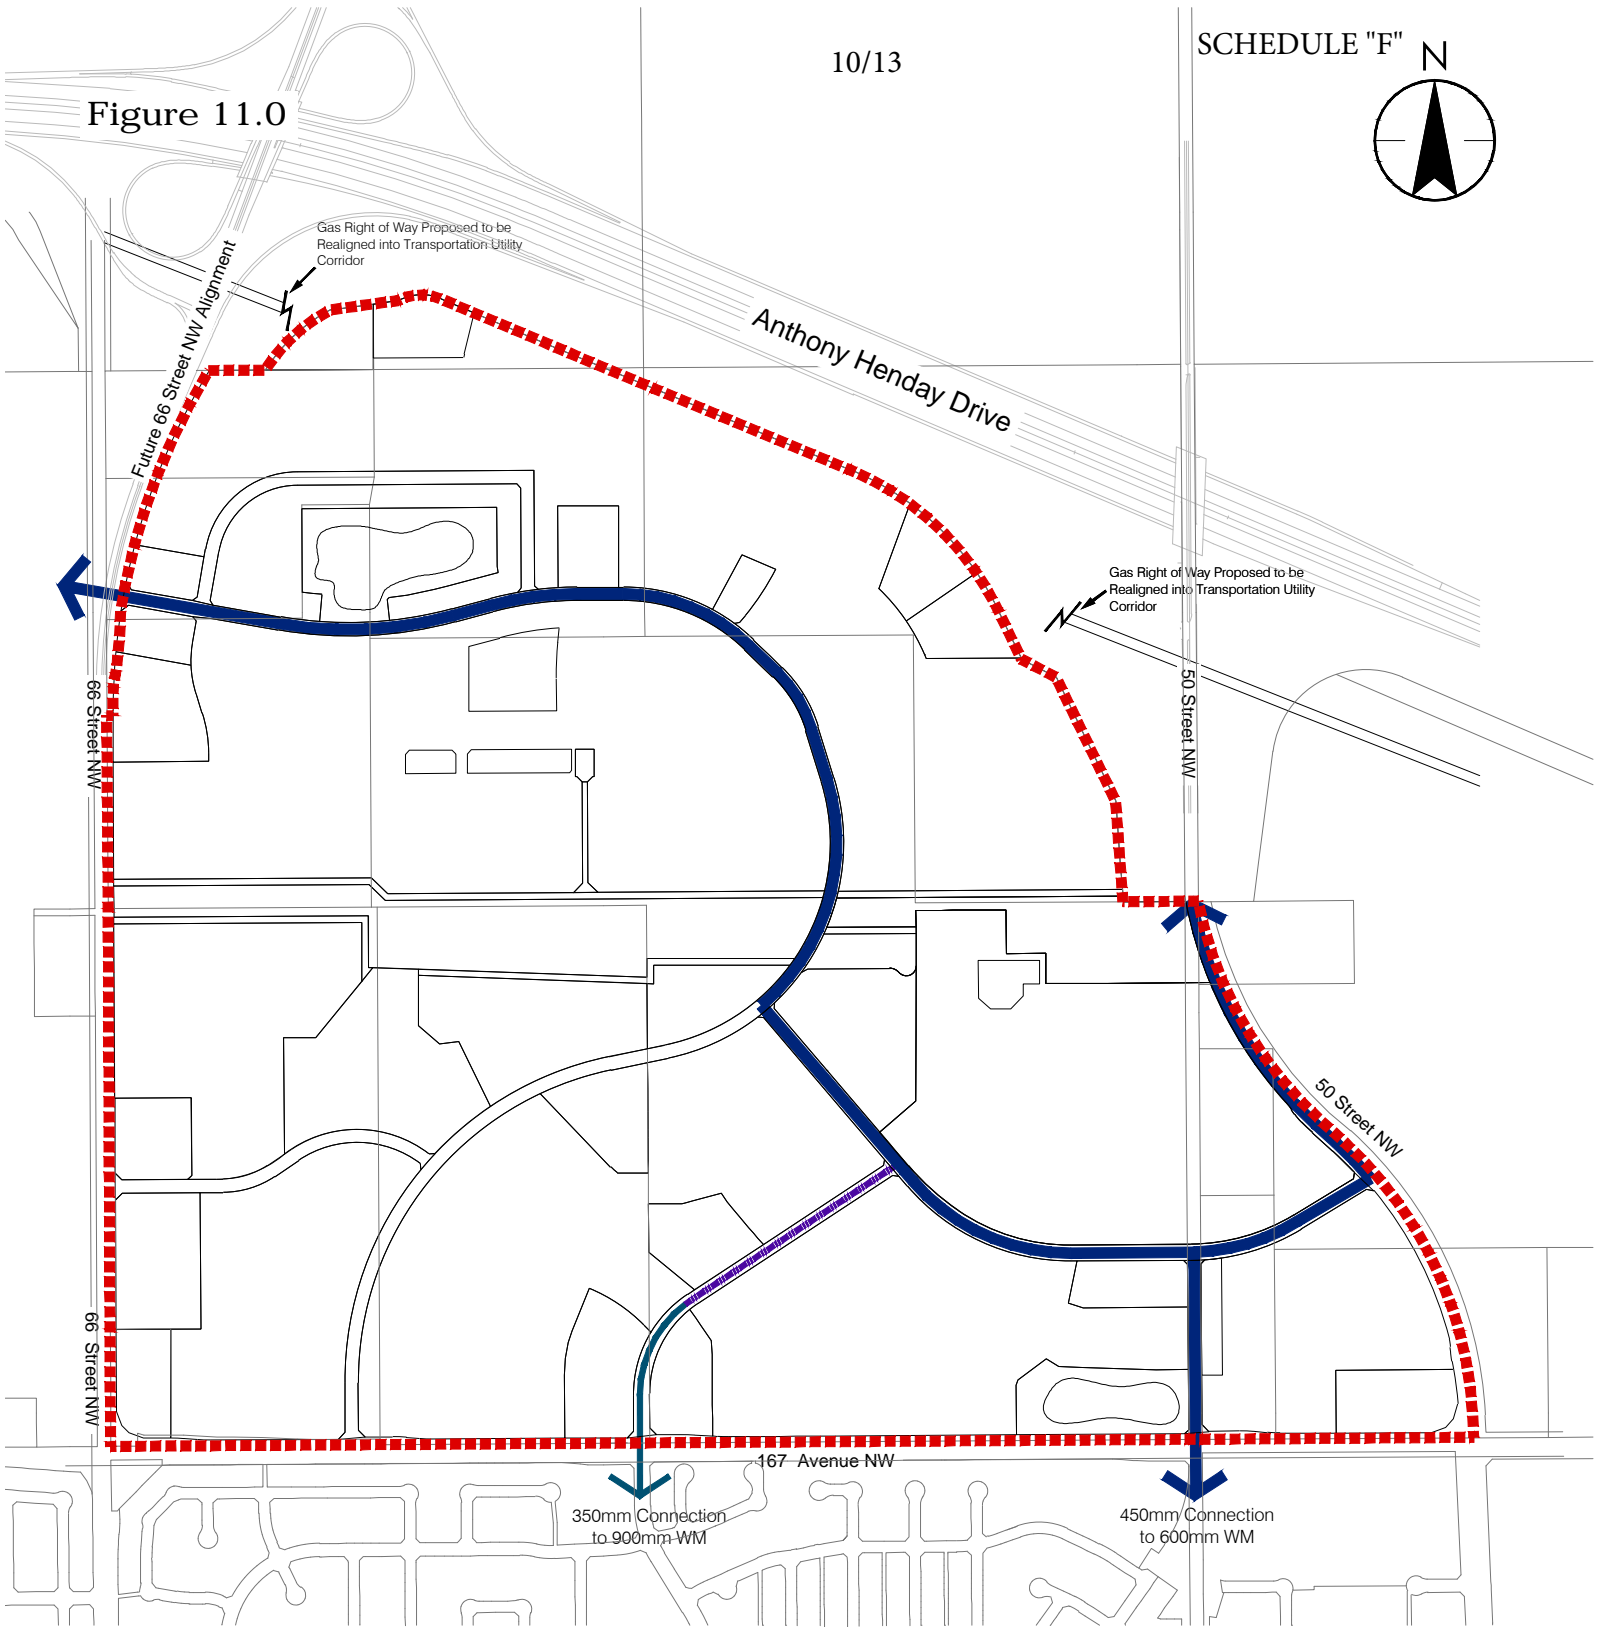 SCHEDULE "F"
10/13
N
Figure 11.0
Gas Right of Way Proposed to be
Realigned into Transportation Utility
Corridor
Future 66 Street NW Alignment
Anthony Henday Drive
Gas Right of Way Proposed to be
Realigned into Transportation Utility
Corridor
66 Street NW
50 Street NW
50 Street NW
66 Street NW
167 Avenue NW
350mm Connection
to 900mm WM
450mm Connection
to 600mm WM